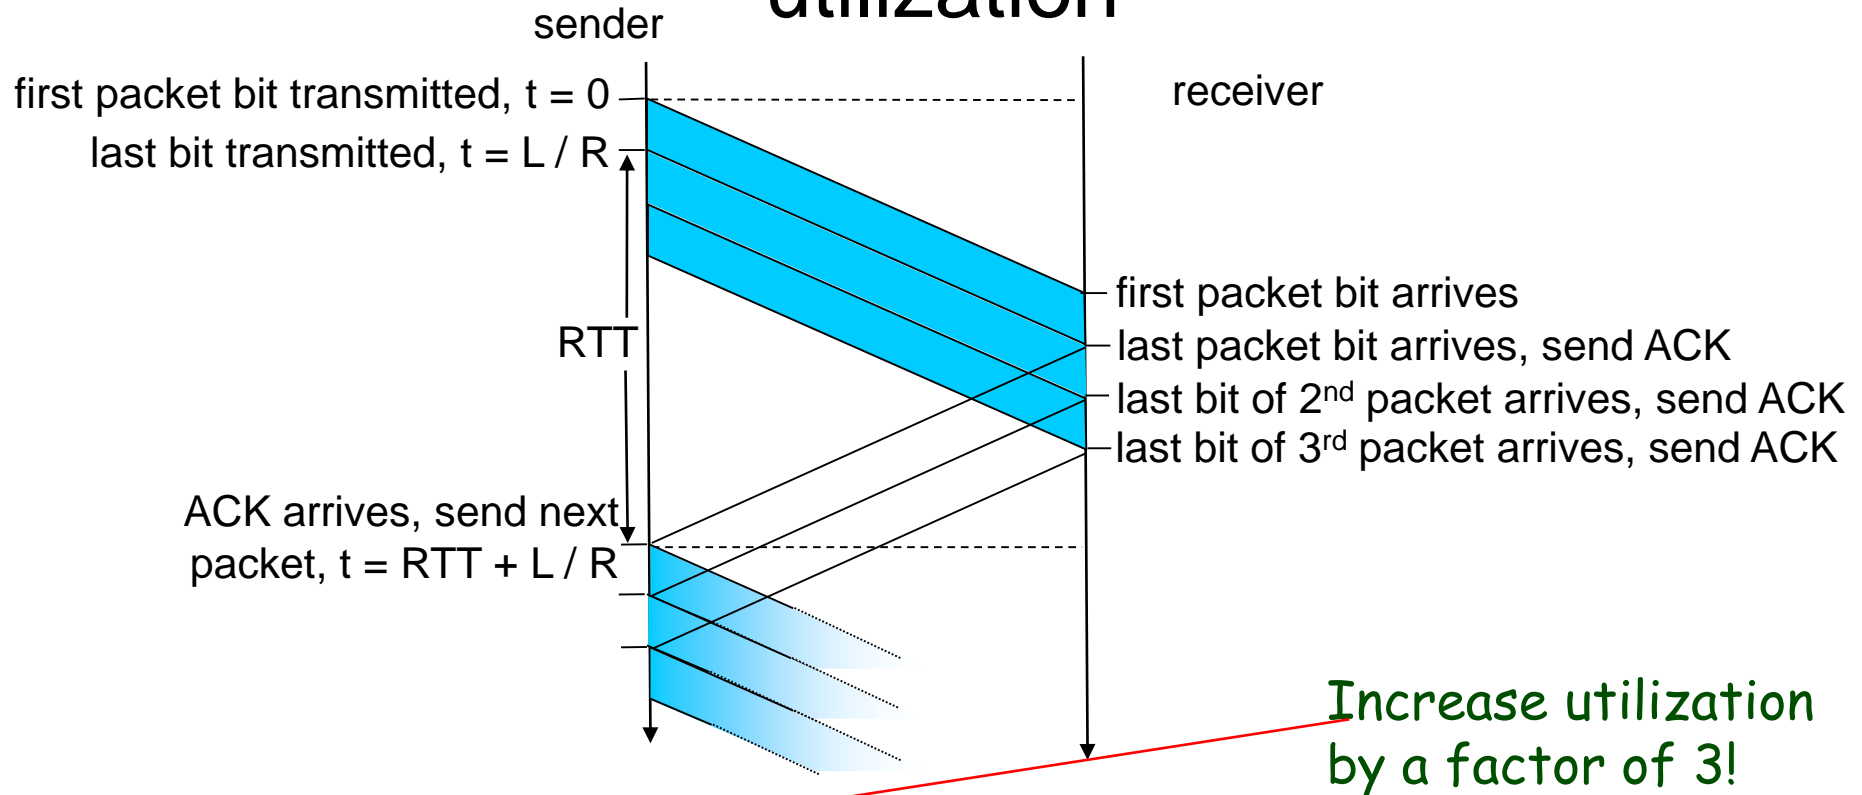 utilization
sender
receiver
first packet bit transmitted, t = 0
last bit transmitted, t = L / R
first packet bit arrives
RTT
last packet bit arrives, send ACK
last bit of 2nd packet arrives, send ACK
last bit of 3rd packet arrives, send ACK
ACK arrives, send next
packet, t = RTT + L / R
Increase utilization
by a factor of 3!